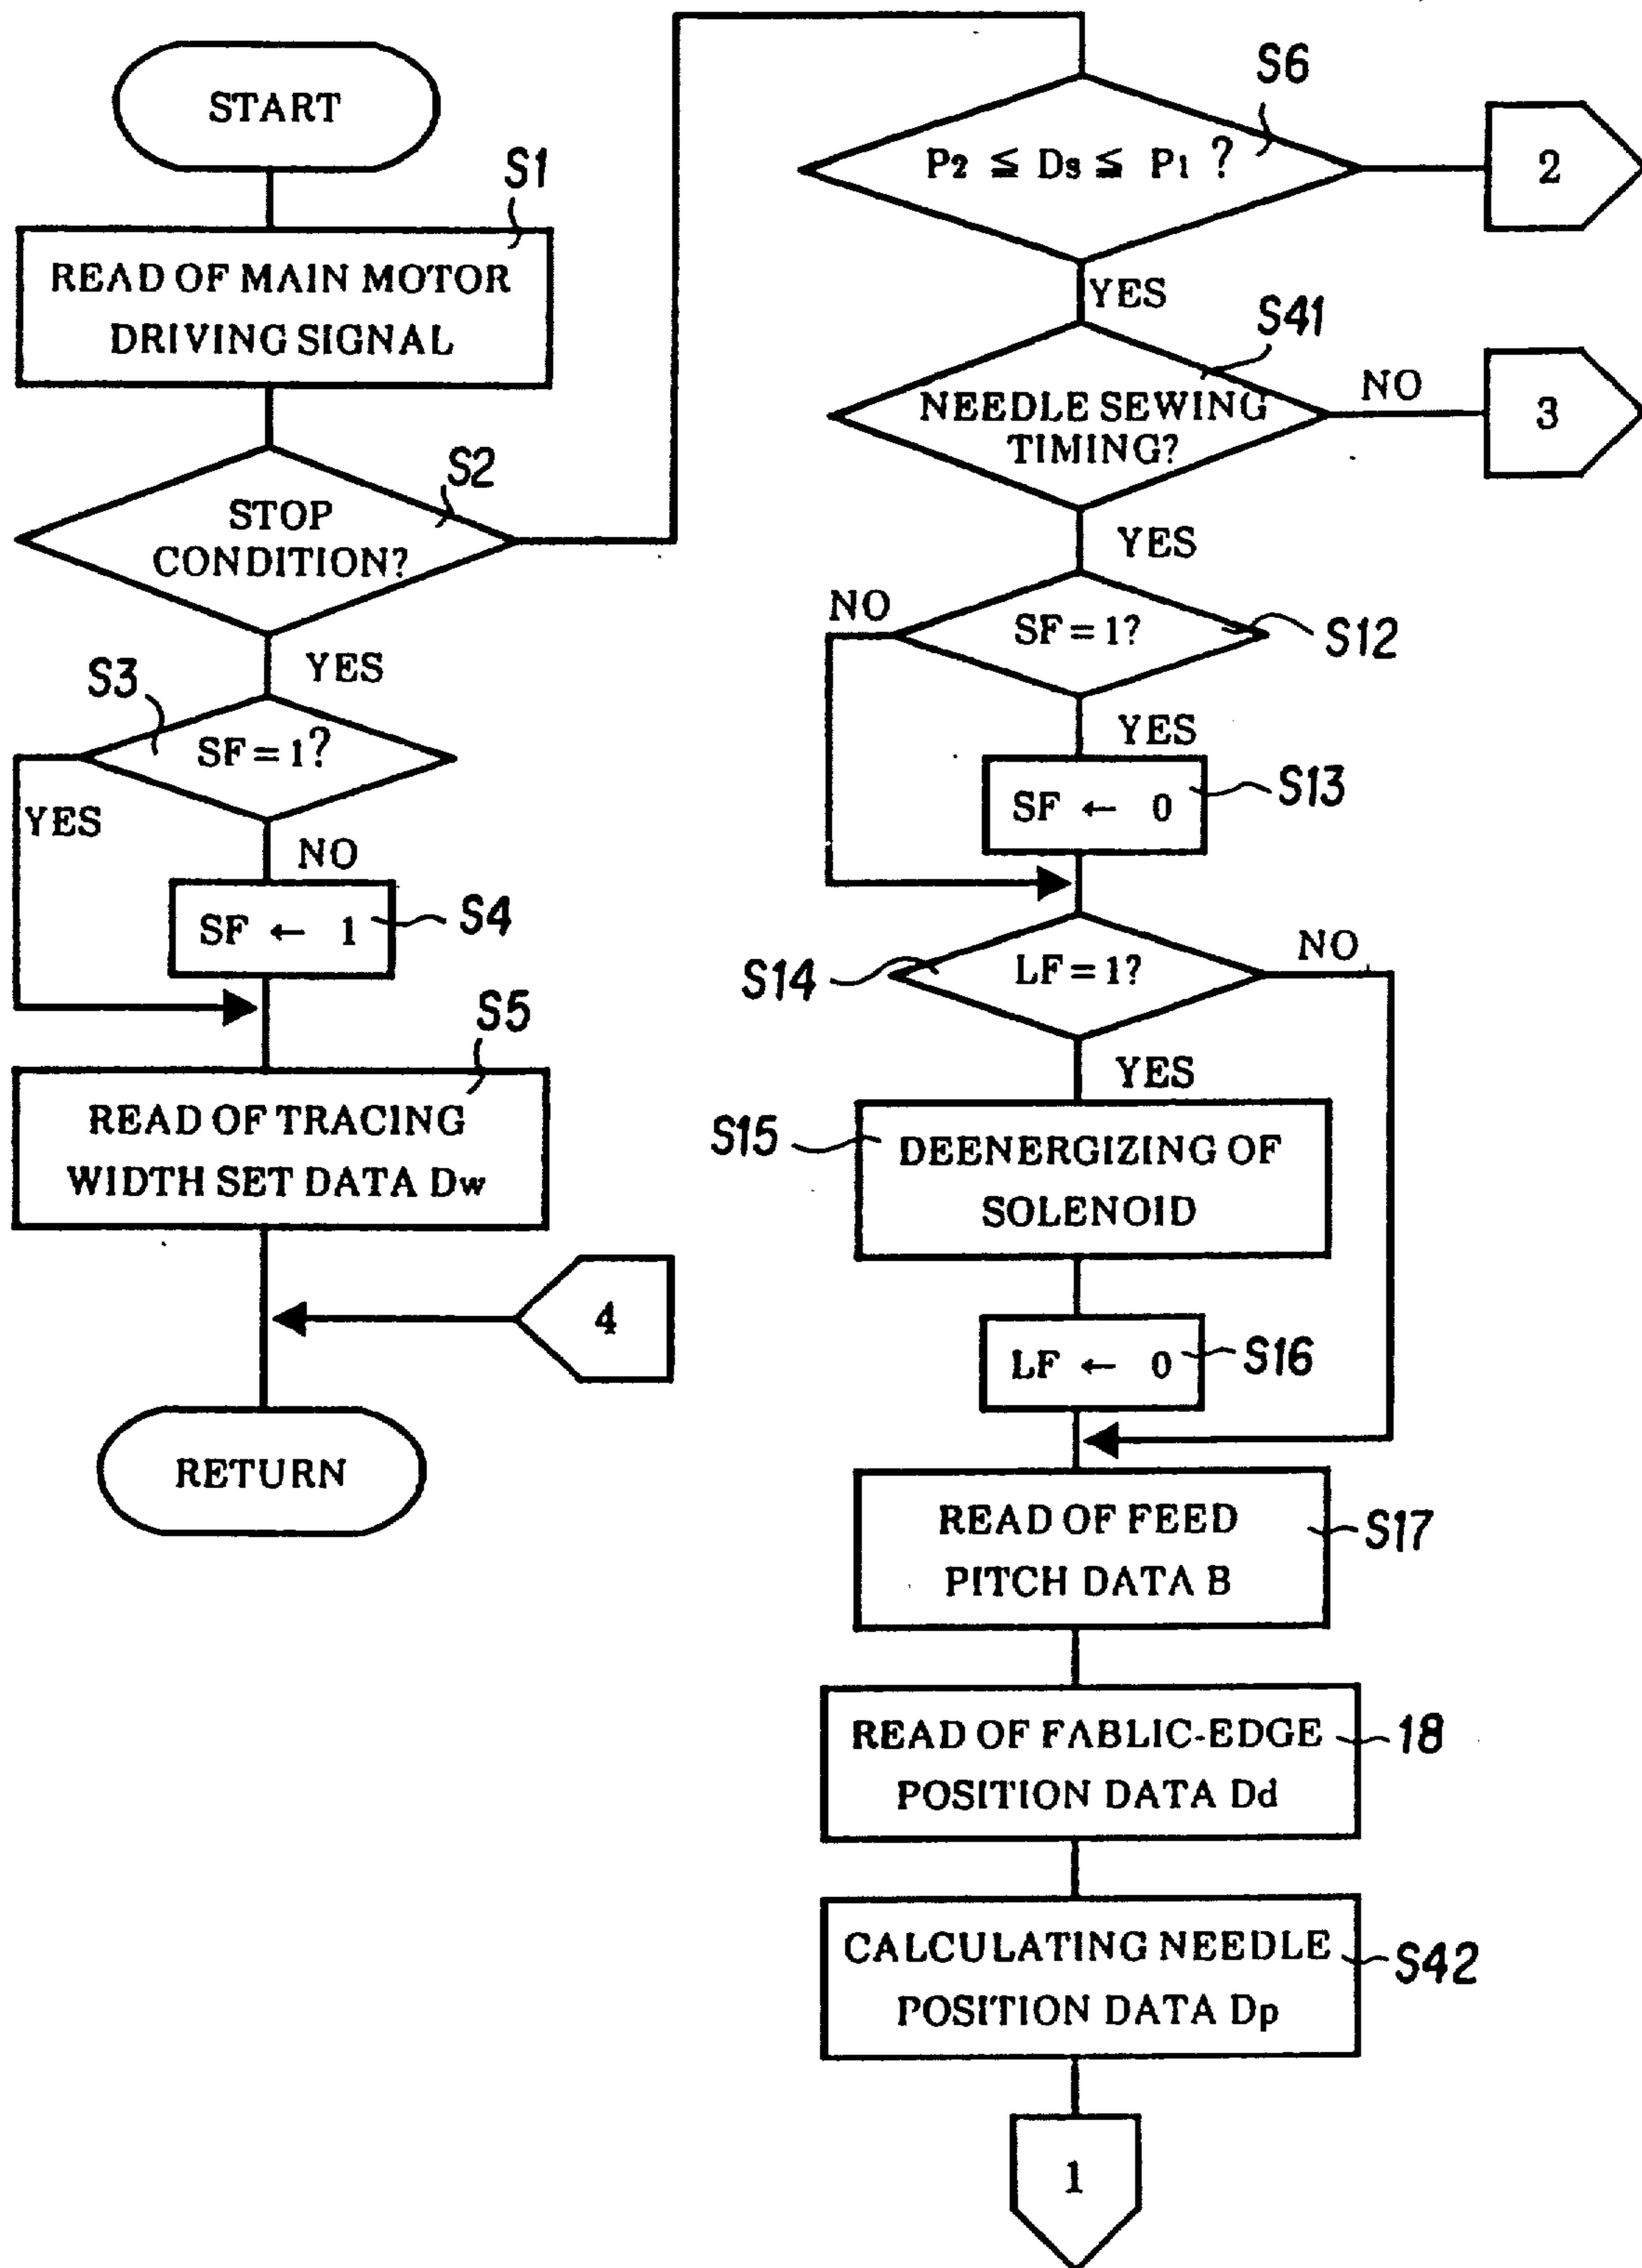 START
S1
READ OF MAIN MOTOR
DRIVING SIGNAL
S2
STOP
CONDITION?
YES
S3
SF = 1?
YES
NO
SF ← 1
S4
S5
READ OF TRACING
WIDTH SET DATA Dw
4
RETURN
S6
P2 ≦ Ds ≦ P1 ?
2
YES
S41
NEEDLE SEWING
TIMING?
NO
3
YES
NO
SF = 1?
S12
YES
SF ← 0
S13
S14
LF = 1?
NO
YES
S15
DEENERGIZING OF
SOLENOID
LF ← 0
S16
READ OF FEED
PITCH DATA B
S17
READ OF FABLIC-EDGE
POSITION DATA Dd
18
CALCULATING NEEDLE
POSITION DATA Dp
S42
1